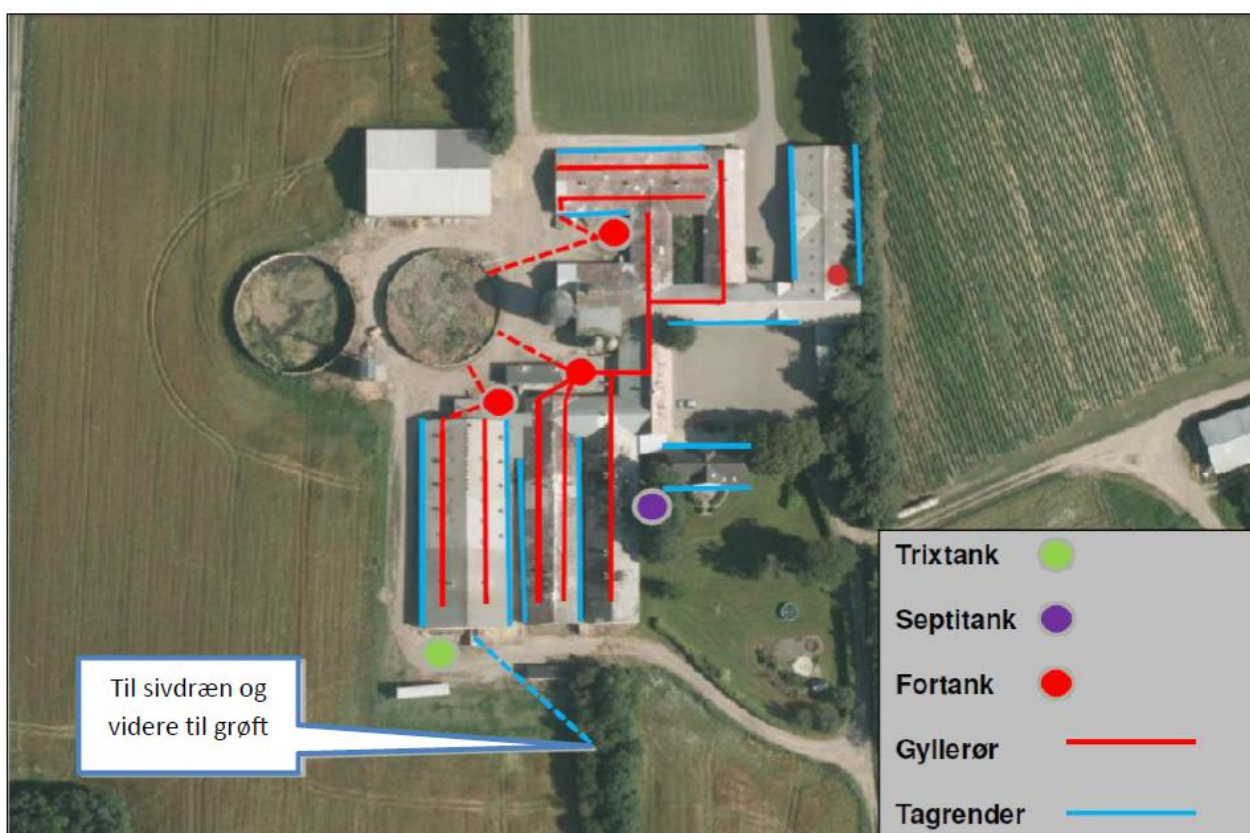 Til sivdræn og
videre til grøft
Trixtank
Septitank
Fortank
Gyllerør
Tagrender